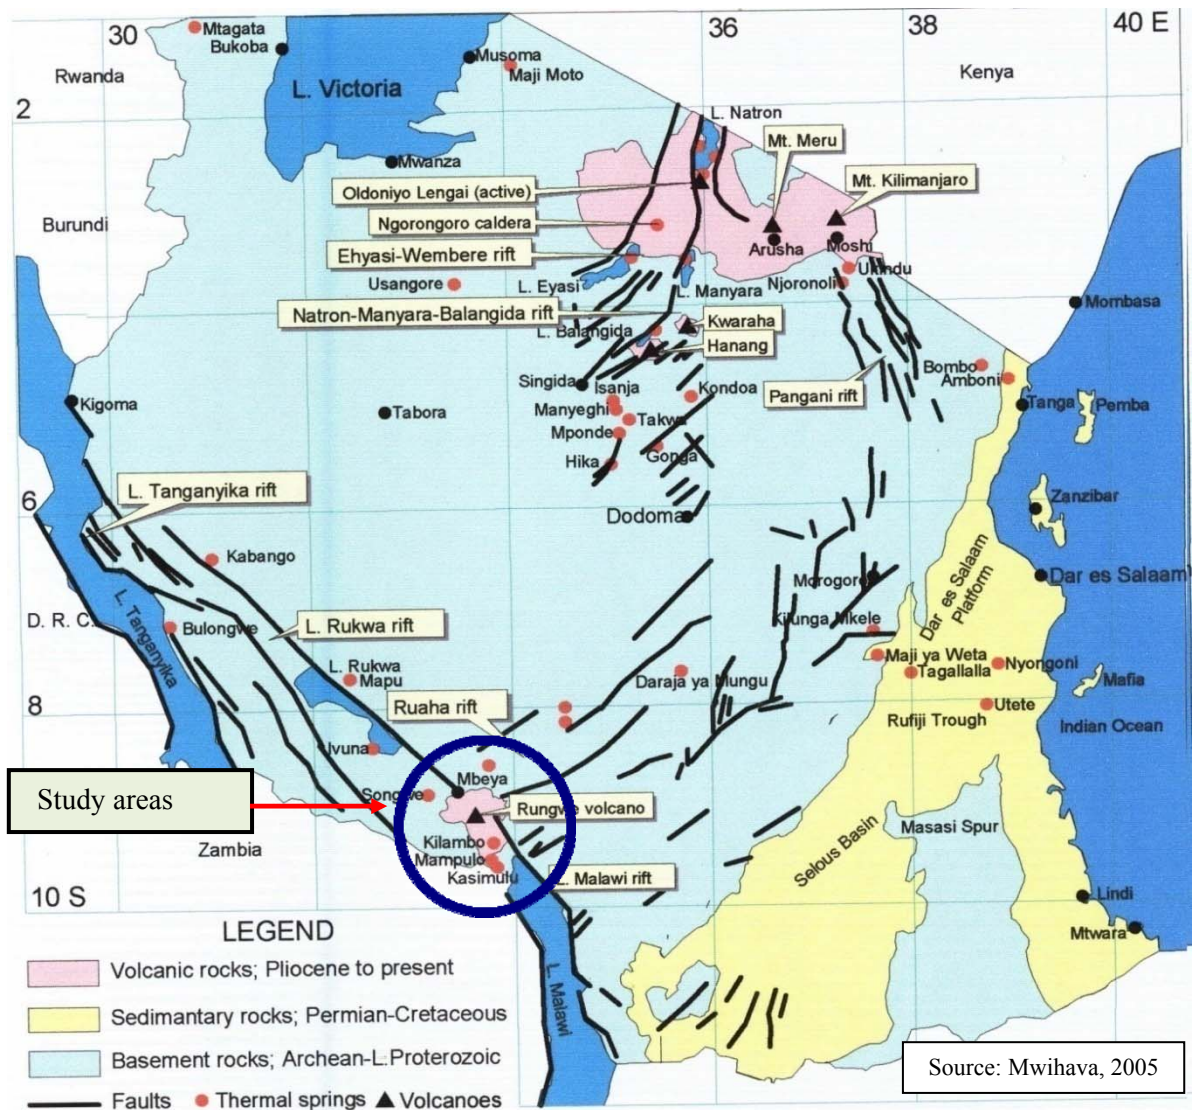 30
36
38
40 E
Mtagata
Bukoba
Musoma
Maji Moto
Rwanda
L. Victoria
Kenya
2
L. Natron
Mt. Meru
Mwanza
Oldoniyo Lengai (active)
Mt. Kilimanjaro
Ngorongoro caldera
Burundi
Arusha
Moshi
Ehyasi-Wembere rift
Usangore
L. Eyasi
L. Manyara
Njoronoli
Natron-Manyara-Balangida rift
Mombasa
Kwaraha
L. Balangida
Hanang
Singida
Isanja
Kondoa
Pangani rift
Bombo
Amboni
Kigoma
Tabora
Manyeghi
Takwa
Tanga
Pemba
Mponde
Hika
Gonga
L. Tanganyika rift
6
Zanzibar
Dodoma
Kabango
Morogoro
Dar es Salaam
Dar es Salaam
Platform
D. R. C.
L. Tanganyika
Bulongwe
L. Rukwa rift
Kilunga Mkele
L. Rukwa
Mapu
Daraja ya Mungu
Maji ya Weta
Tagallalla
Nyongoni
Mafia
8
Ruaha rift
Utete
Rufiji Trough
Indian Ocean
Uvuna
Mbeya
Study areas
Songwe
Rungwe volcano
Zambia
Kilambo
Mampulo
Kasimulu
L. Malawi rift
Selous Basin
Masasi Spur
10 S
Lindi
Mtwara
L. Malawi
LEGEND
Volcanic rocks; Pliocene to present
Sedimantary rocks; Permian-Cretaceous
Basement rocks; Archean-L.Proterozoic
Faults
Thermal springs
Volcanoes
Source: Mwihava, 2005